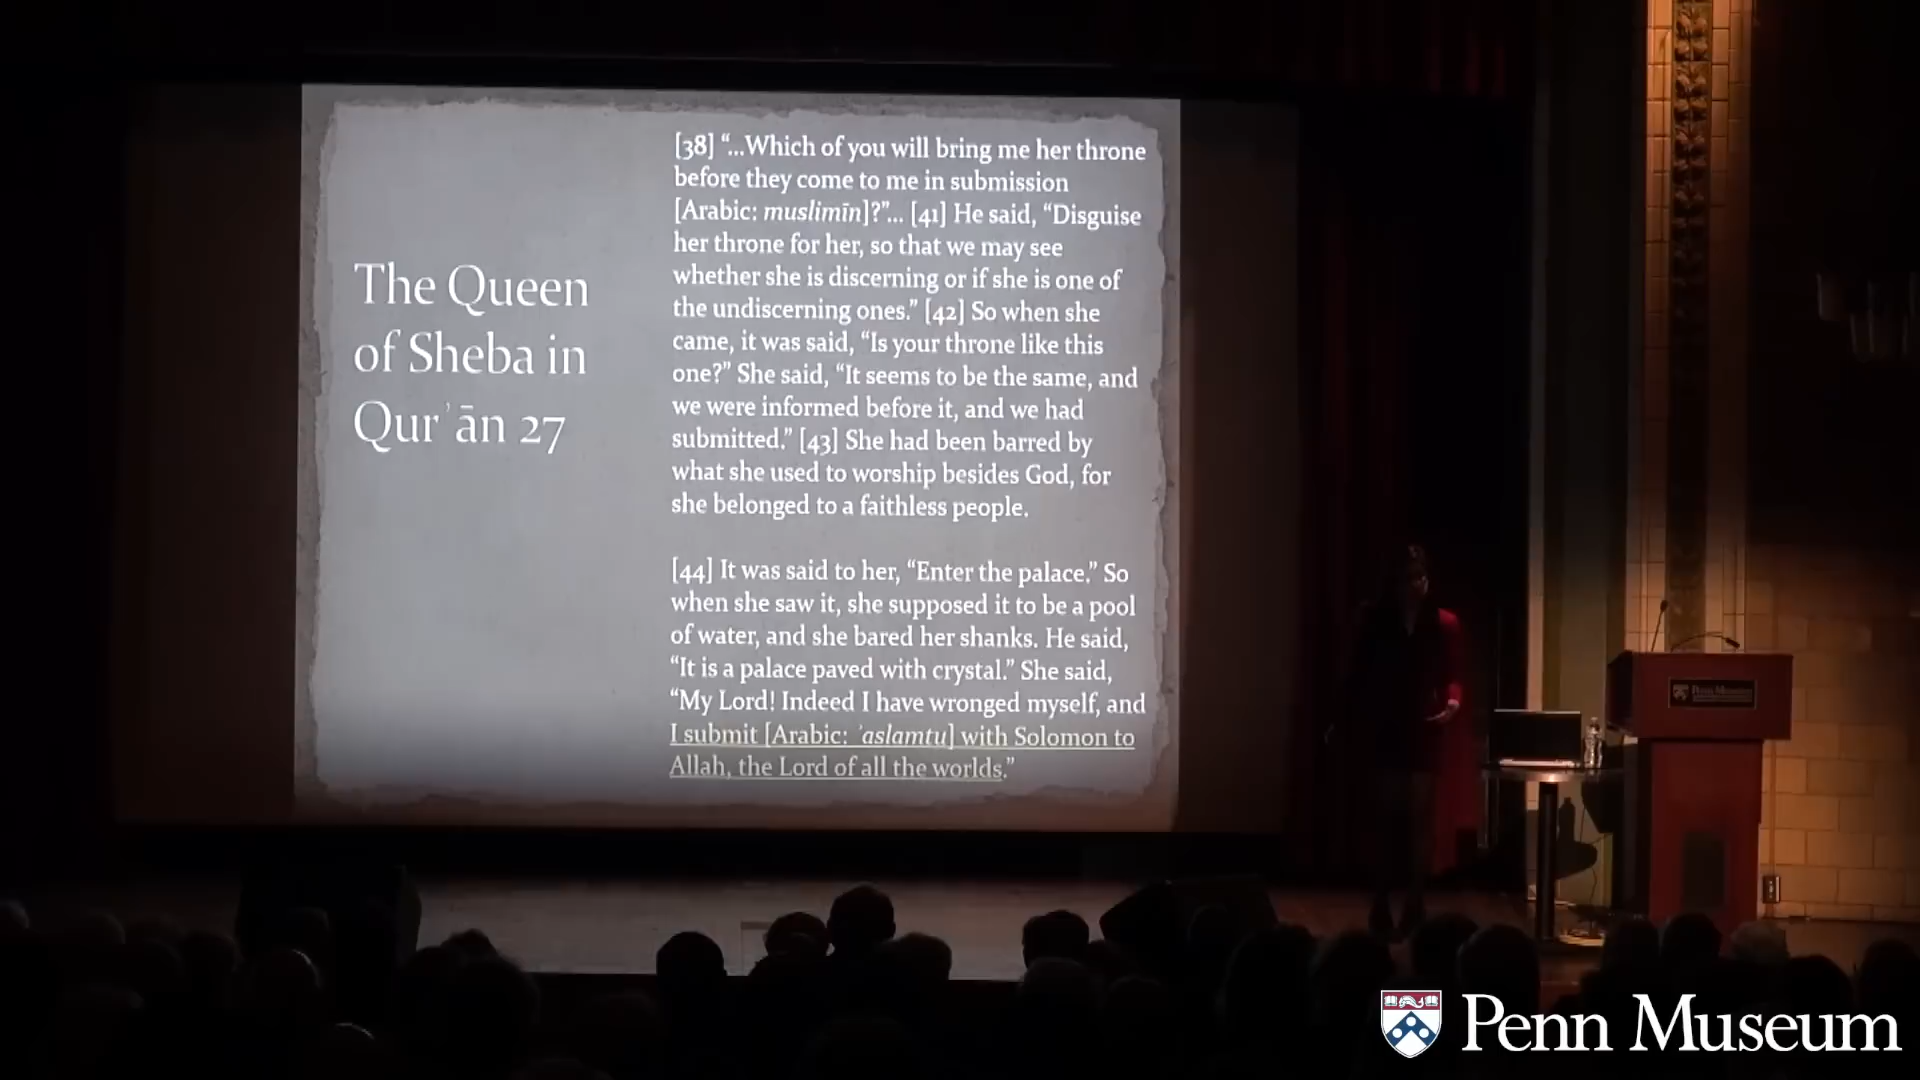 The Queen
of Sheba in
Qurʾān 27
[38] “...Which of you will bring me her throne
before they come to me in submission
[Arabic: muslimīn]?”... [41] He said, “Disguise
her throne for her, so that we may see
whether she is discerning or if she is one of
the undiscerning ones.” [42] So when she
came, it was said, “Is your throne like this
one?” She said, “It seems to be the same, and
we were informed before it, and we had
submitted.” [43] She had been barred by
what she used to worship besides God, for
she belonged to a faithless people.
[44] It was said to her, “Enter the palace.” So
when she saw it, she supposed it to be a pool
of water, and she bared her shanks. He said,
“It is a palace paved with crystal.” She said,
“My Lord! Indeed I have wronged myself, and
I submit [Arabic: ʾaslamtu] with Solomon to
Allah, the Lord of all the worlds.”
Penn Museum
Penn Museum